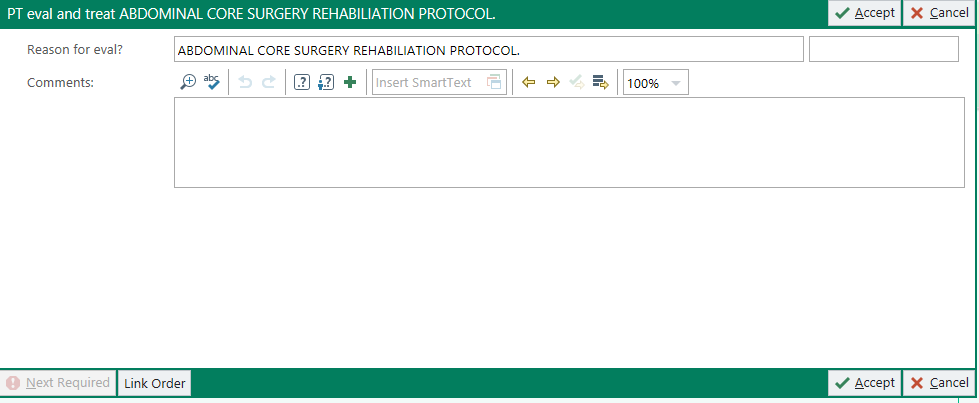 PT eval and treat ABDOMINAL CORE SURGERY REHABILIATION PROTOCOL. Accept Cancel
Reason for eval? ABDOMINAL CORE SURGERY REHABILIATION PROTOCOL.
Comments: abc Insert SmartText 100%
Next Required Link Order Accept Cancel